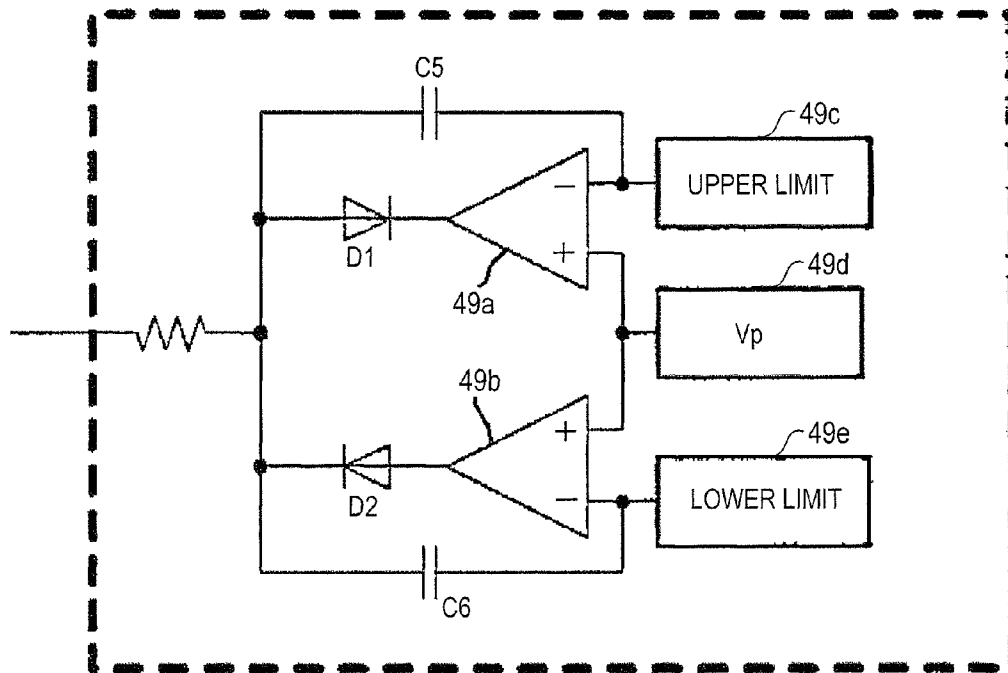 C5
49c
UPPER LIMIT
−
+
D1
49a
49d
Vp
49b
+
−
D2
49e
LOWER LIMIT
C6